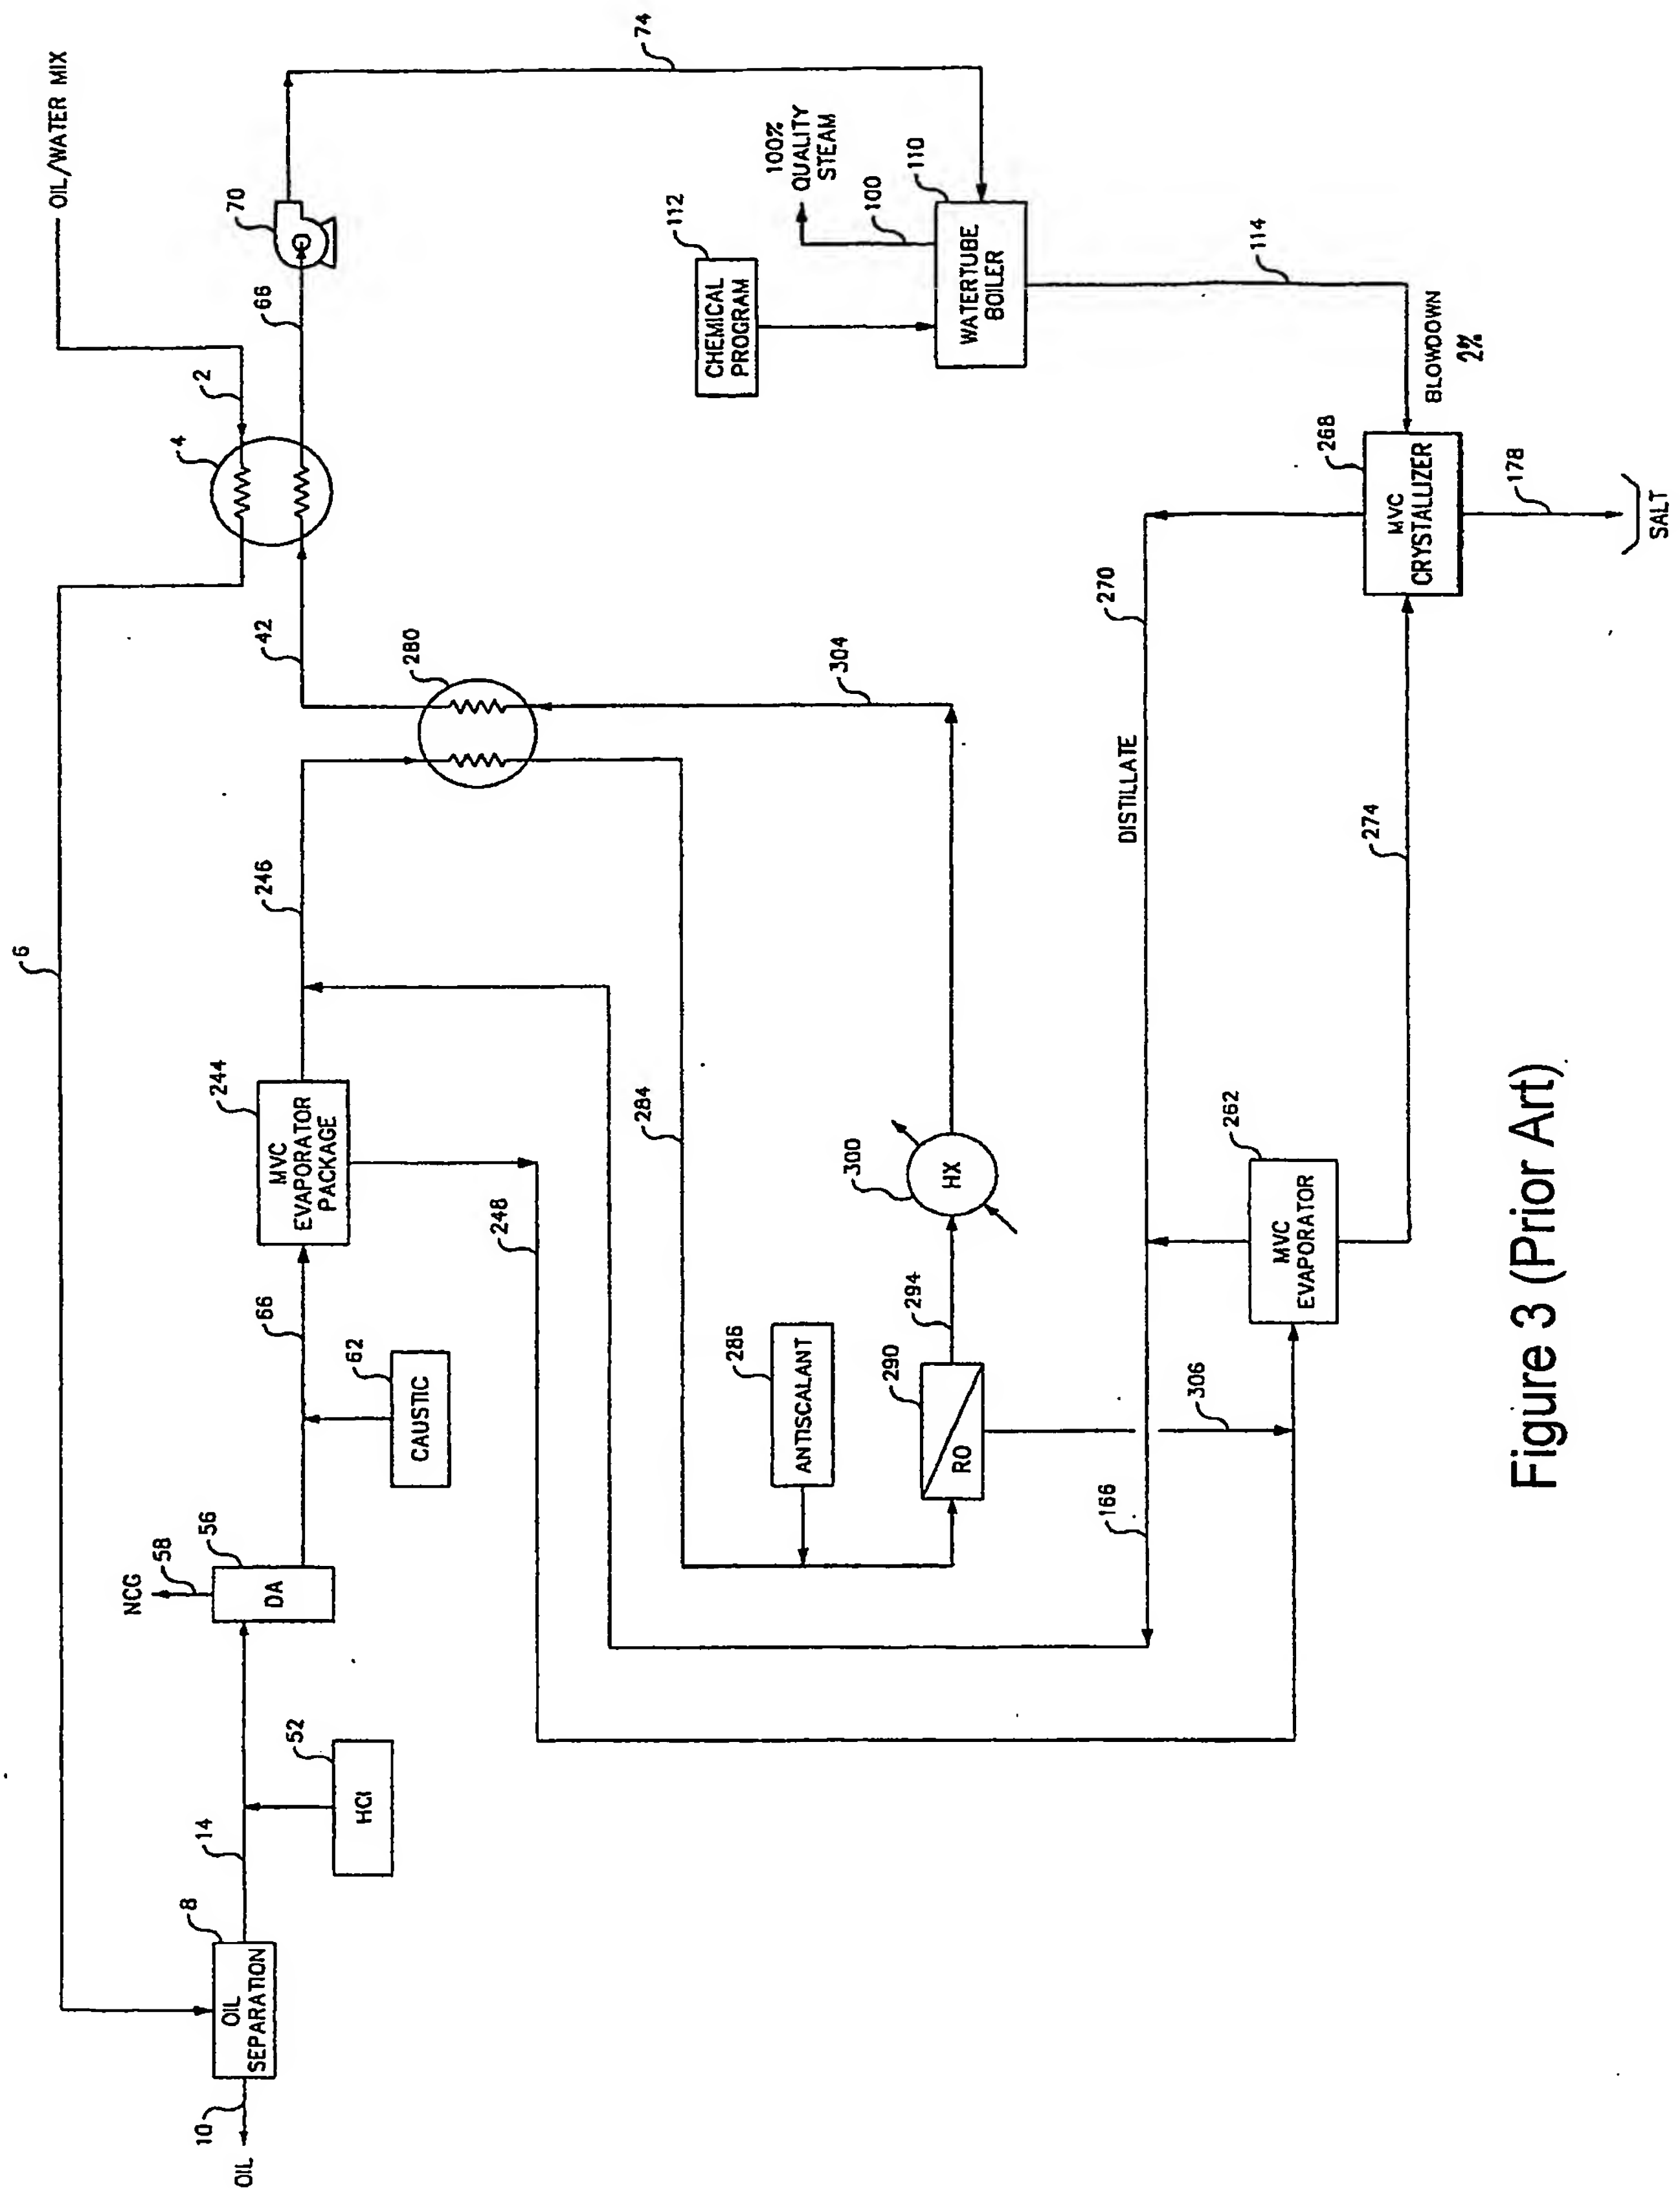 OIL/WATER MIX
6
2
4
OIL
10
OIL
SEPARATION
8
14
HCl
52
NCG
58
DA
56
CAUSTIC
62
66
MVC
EVAPORATOR
PACKAGE
244
246
248
280
42
66
70
74
284
ANTISCALANT
286
RO
290
294
HX
300
304
306
CHEMICAL
PROGRAM
112
100%
QUALITY
STEAM
100
WATERTUBE
BOILER
110
114
BLOWDOWN
2%
166
DISTILLATE
270
MVC
EVAPORATOR
262
274
MVC
CRYSTALLIZER
268
178
SALT
Figure 3 (Prior Art)